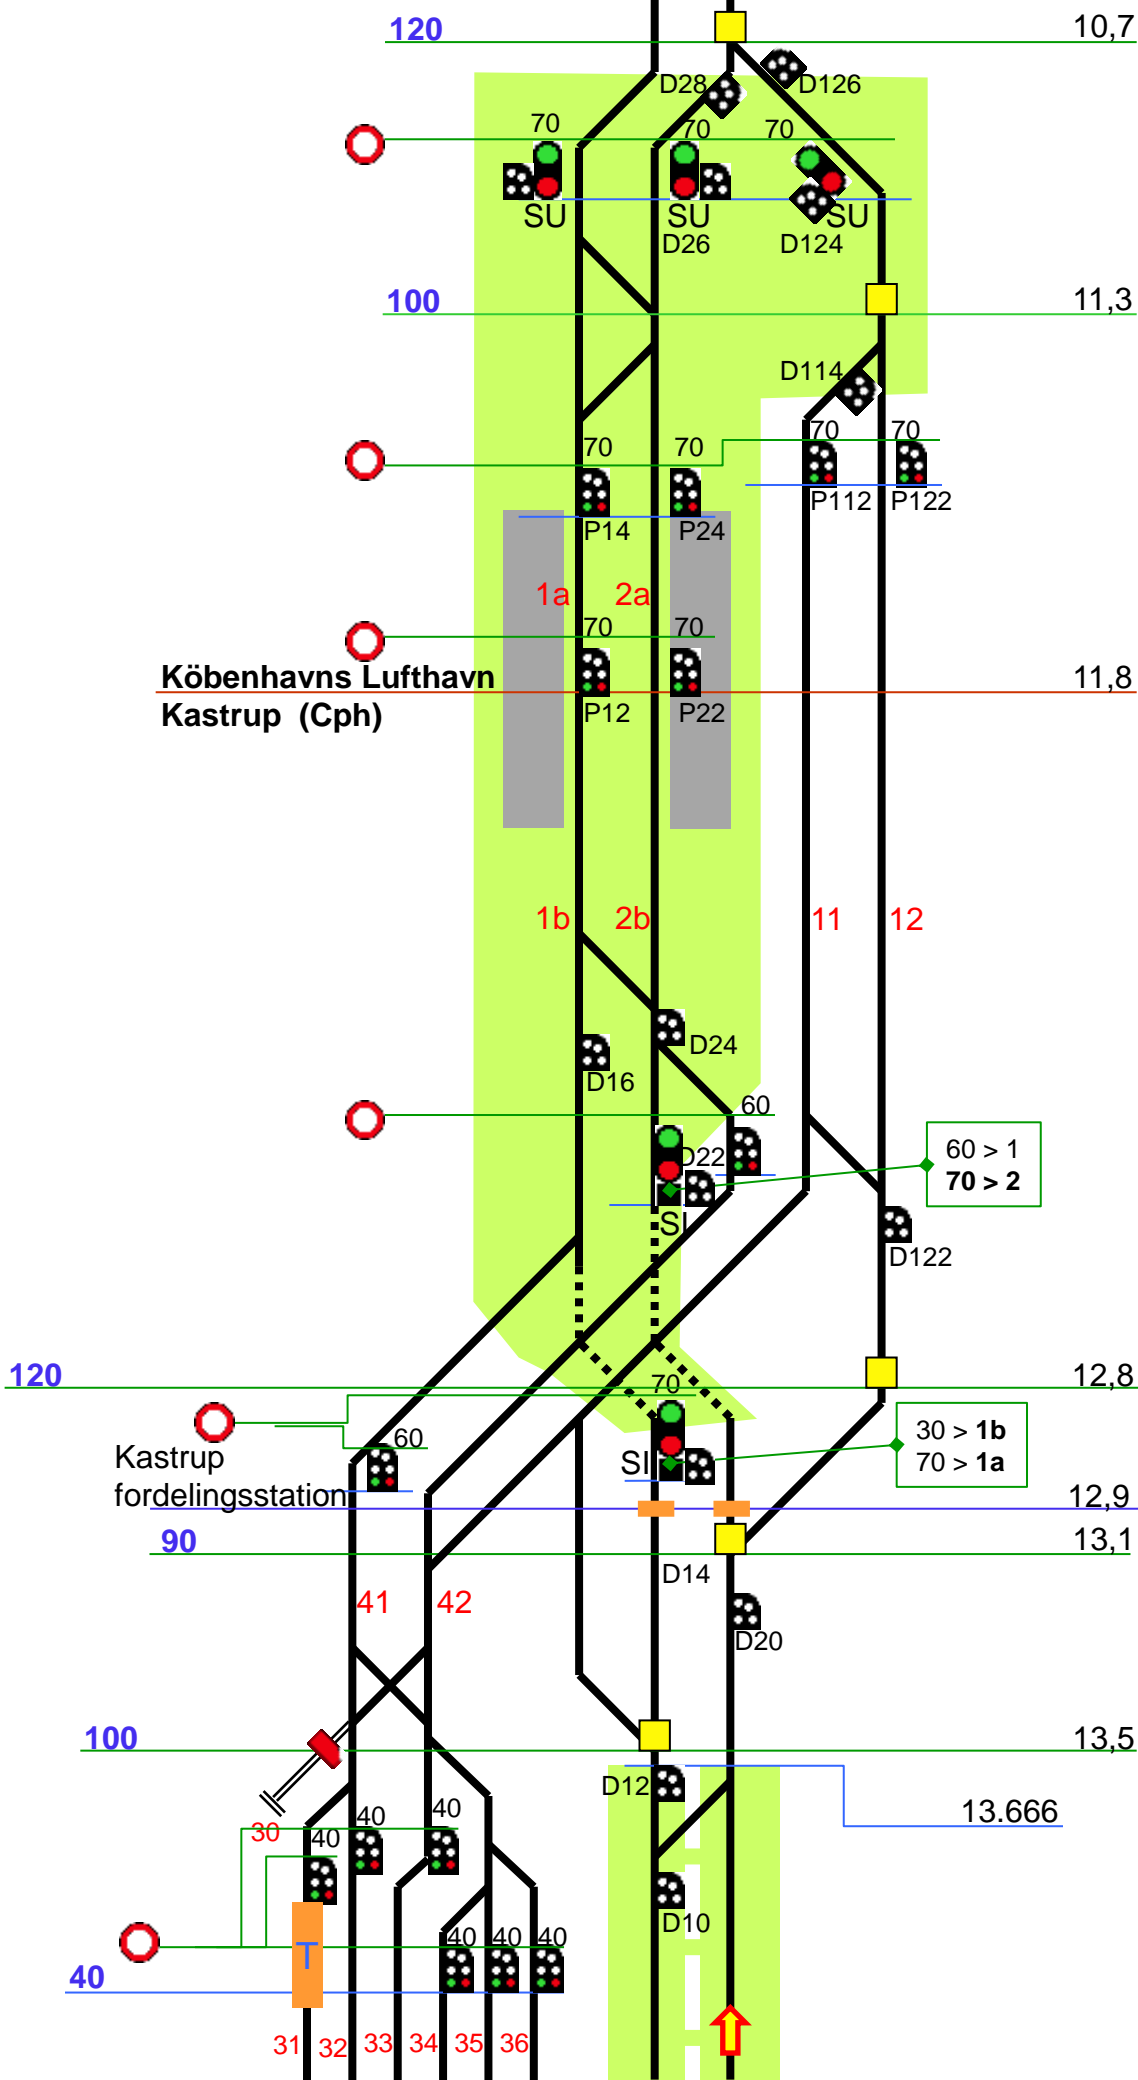 120
10,7
D28
D126
70
70
70
SU
SU
SU
D26
D124
100
11,3
D114
70
70
70
70
P112
P122
P14
P24
1a
2a
70
70
Köbenhavns Lufthavn
11,8
Kastrup (Cph)
P12
P22
1b
2b
11
12
D24
D16
60
60 > 1
D22
70 > 2
SI
D122
120
12,8
70
60
30 > 1b
Kastrup
SI
70 > 1a
fordelingsstation
12,9
90
13,1
D14
41
42
D20
100
13,5
D12
40
40
13.666
30
40
D10
40
40
40
T
40
31
32
33
34
35
36